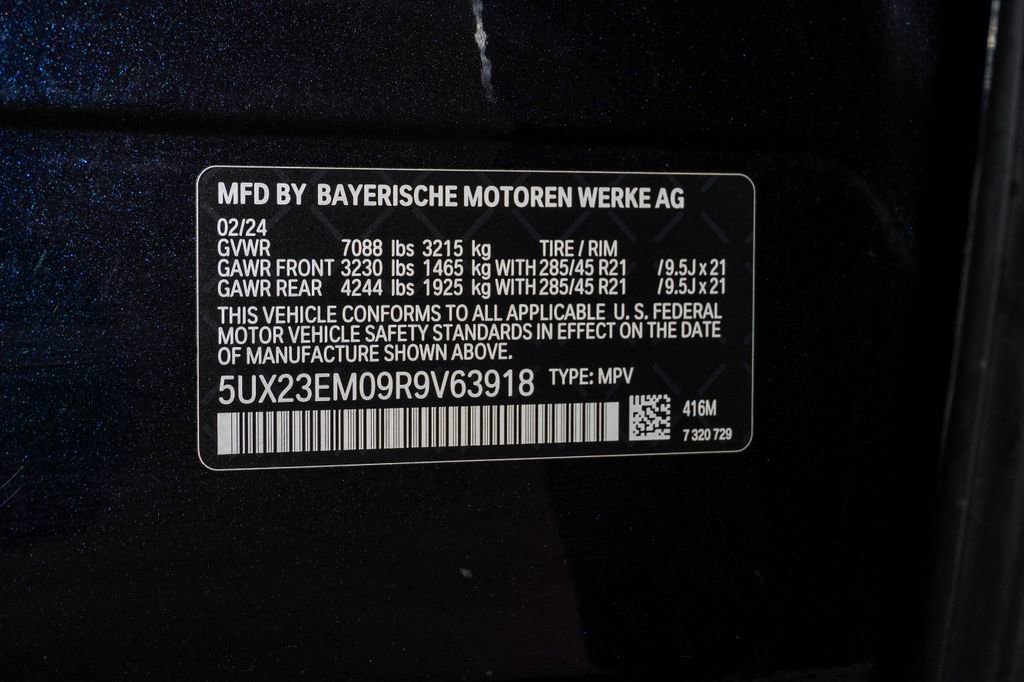 MFD BY BAYERISCHE MOTOREN WERKE AG
02/24
GVWR 7088 lbs 3215 kg TIRE / RIM
GAWR FRONT 3230 lbs 1465 kg WITH 285/45 R21 / 9.5J x 21
GAWR REAR 4244 lbs 1925 kg WITH 285/45 R21 / 9.5J x 21
THIS VEHICLE CONFORMS TO ALL APPLICABLE U. S. FEDERAL
MOTOR VEHICLE SAFETY STANDARDS IN EFFECT ON THE DATE
OF MANUFACTURE SHOWN ABOVE.
5UX23EM09R9V63918 TYPE: MPV
416M
7 320 729